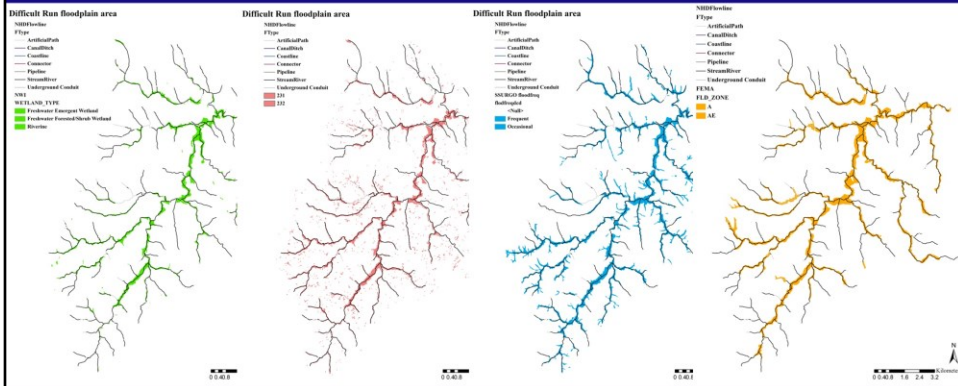 Difficult Run floodplain area
NHDFlowline
FType
ArtificialPath
CanalDitch
Coastline
Connector
Pipeline
StreamRiver
Underground Conduit
NWI
WETLAND_TYPE
Freshwater Emergent Wetland
Freshwater Forested/Shrub Wetland
Riverine
0 0.40.8
Difficult Run floodplain area
NHDFlowline
FType
ArtificialPath
CanalDitch
Coastline
Connector
Pipeline
StreamRiver
Underground Conduit
231
232
0 0.40.8
Difficult Run floodplain area
NHDFlowline
FType
ArtificialPath
CanalDitch
Coastline
Connector
Pipeline
StreamRiver
Underground Conduit
SSURGO floodfreq
<Null>
Frequent
Occasional
0 0.40.8
NHDFlowline
FType
ArtificialPath
CanalDitch
Coastline
Connector
Pipeline
StreamRiver
Underground Conduit
FEMA
FLD_ZONE
A
AE
N
0 0.40.8 1.6 2.4 3.2